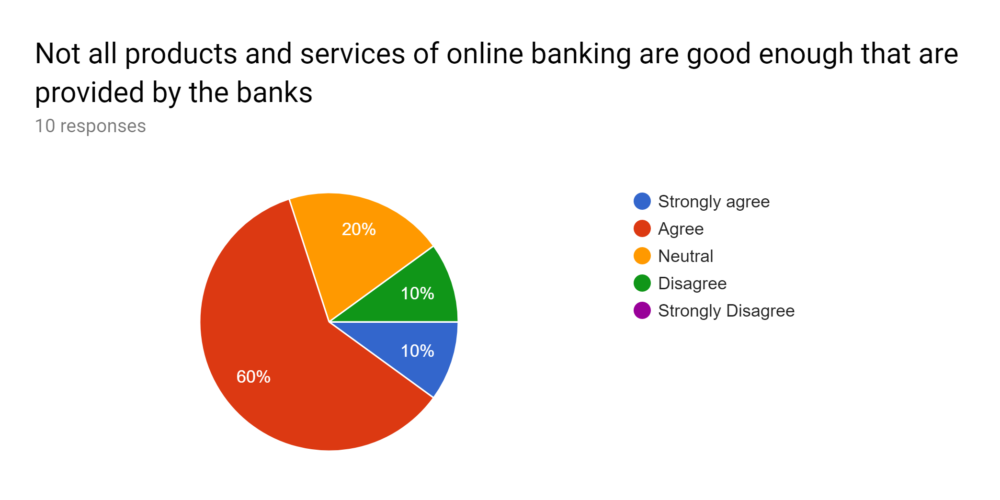 Not all products and services of online banking are good enough that are
provided by the banks
10 responses
20%
10%
10%
60%
Strongly agree
Agree
Neutral
Disagree
Strongly Disagree